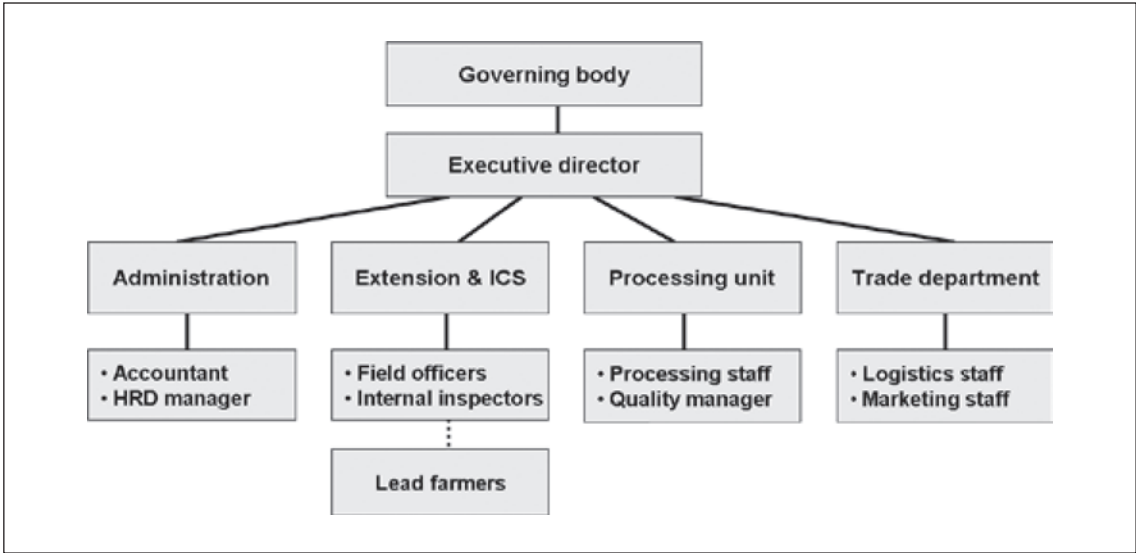 Governing body
Executive director
Administration
Extension & ICS
Processing unit
Trade department
• Accountant
• HRD manager
• Field officers
• Internal inspectors
• Processing staff
• Quality manager
• Logistics staff
• Marketing staff
Lead farmers